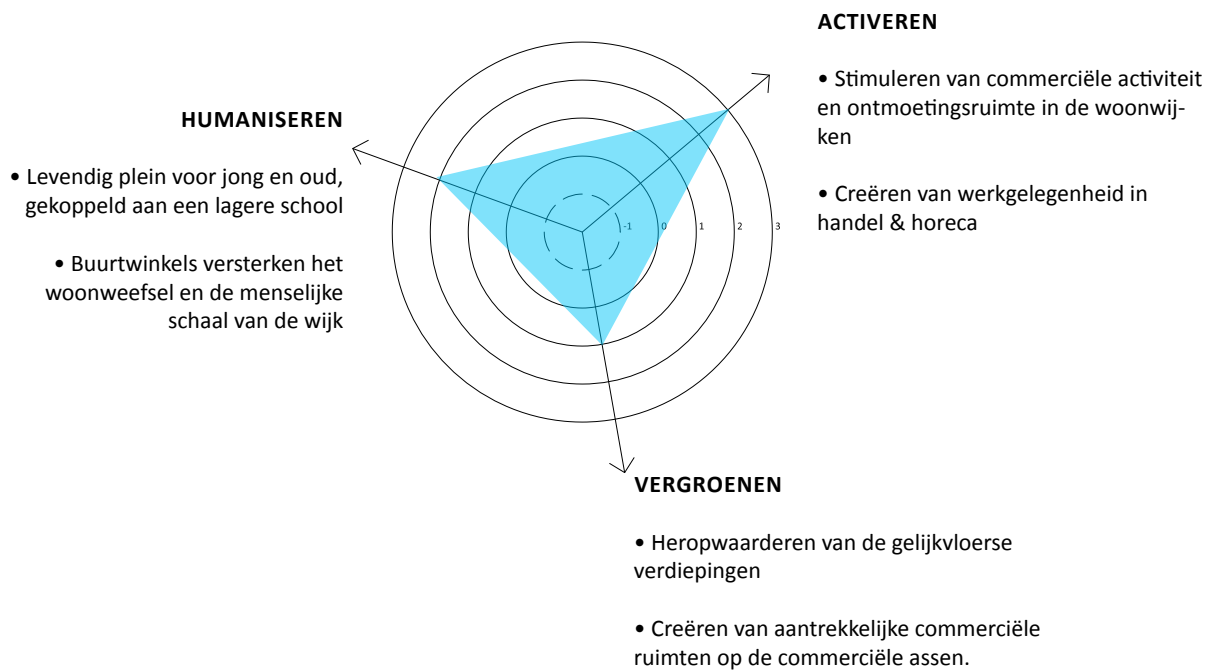 ACTIVEREN
• Stimuleren van commerciële activiteit
en ontmoetingsruimte in de woonwij-
ken
• Creëren van werkgelegenheid in
handel & horeca
HUMANISEREN
• Levendig plein voor jong en oud,
gekoppeld aan een lagere school
• Buurtwinkels versterken het
woonweefsel en de menselijke
schaal van de wijk
-1 0 1 2 3
VERGROENEN
• Heropwaarderen van de gelijkvloerse
verdiepingen
• Creëren van aantrekkelijke commerciële
ruimten op de commerciële assen.